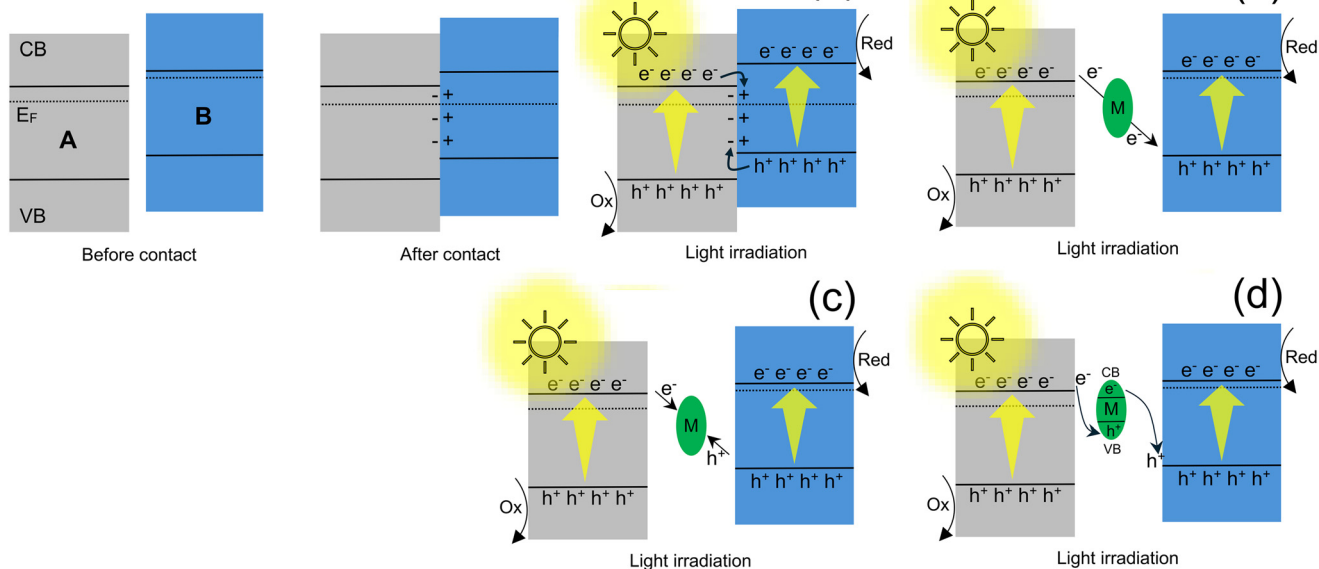 CB
EF
A
VB
B
Before contact
- +
- +
- +
After contact
e- e- e- e-
e- e- e- e-
Red
- +
- +
- +
h+ h+ h+ h+
h+ h+ h+ h+
Ox
Light irradiation
e- e- e- e-
e-
M
e-
e- e- e- e-
Red
h+ h+ h+ h+
h+ h+ h+ h+
Ox
Light irradiation
(c)
e- e- e- e-
e-
M
h+
e- e- e- e-
Red
h+ h+ h+ h+
h+ h+ h+ h+
Ox
Light irradiation
(d)
e- e- e- e-
e-
CB
e-
M
h+
VB
h+
e- e- e- e-
Red
h+ h+ h+ h+
h+ h+ h+ h+
Ox
Light irradiation